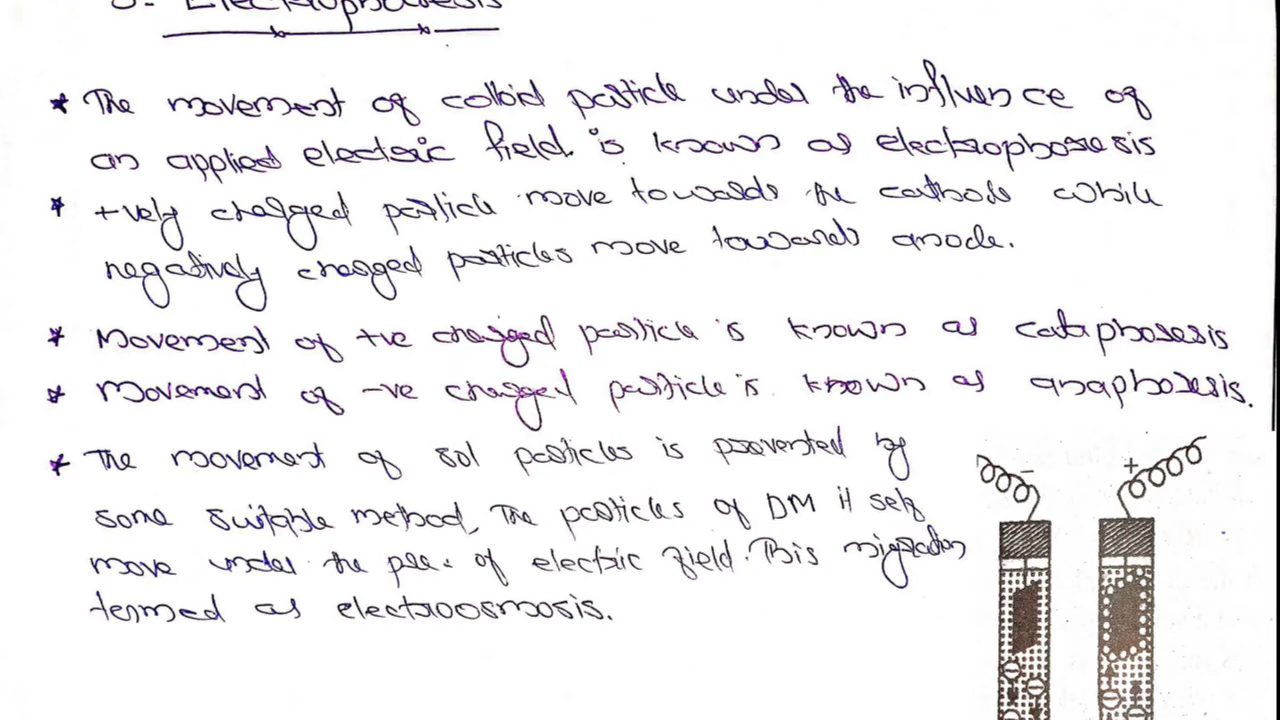 5. Electrophoresis
* The movement of colloid particle under the influence of
an applied electric field. is known as electrophoresis
* +vely charged particle move towards the cathode while
negatively charged particles move towards anode.
* Movement of +ve charged particle is known as cataphoresis
* Movement of -ve charged particle is known as anaphoresis.
* The movement of sol particles is prevented by
some suitable method, The particles of DM it self
move under the of electric field. This migration
termed as electroosmosis.
- +